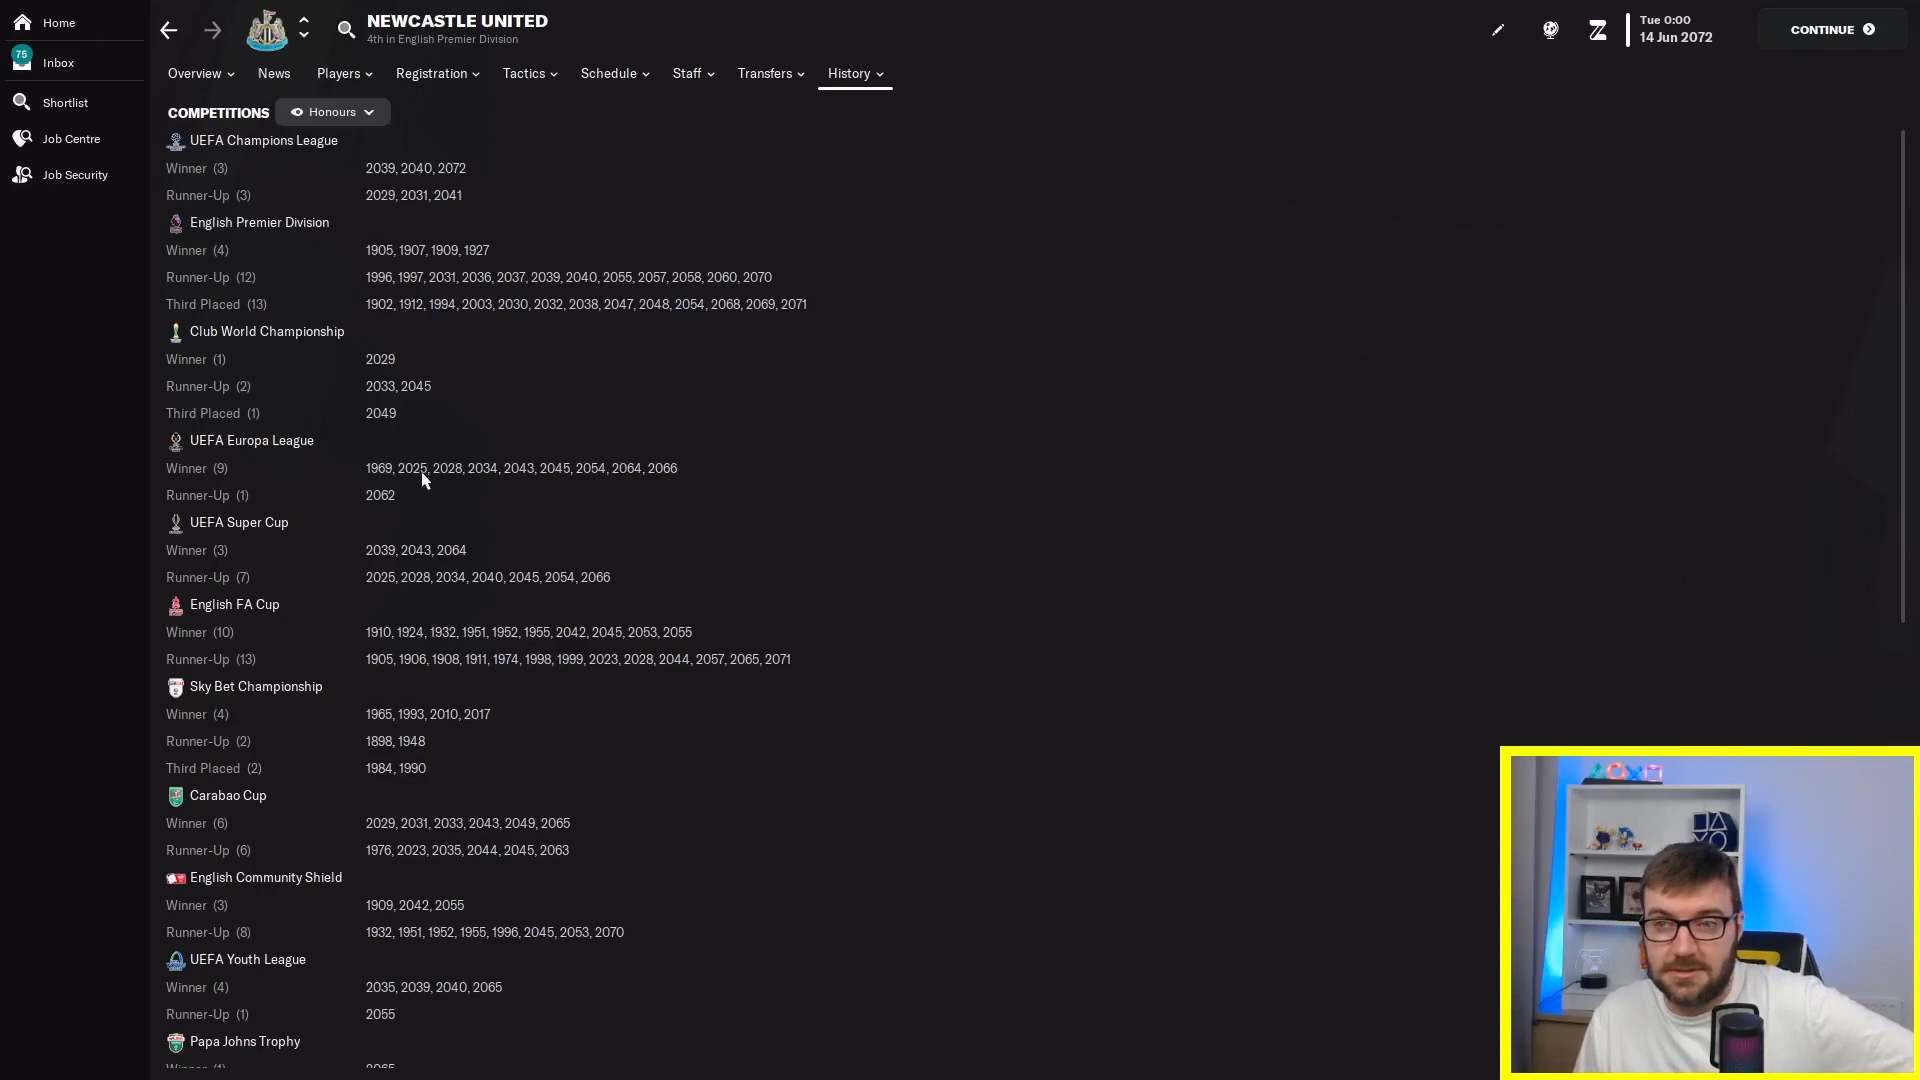 Home
75
Inbox
Shortlist
Job Centre
Job Security
NEWCASTLE UNITED
4th in English Premier Division
Tue 0:00
14 Jun 2072
CONTINUE
Overview
News
Players
Registration
Tactics
Schedule
Staff
Transfers
History
COMPETITIONS
Honours
UEFA Champions League
Winner (3) 2039, 2040, 2072
Runner-Up (3) 2029, 2031, 2041
English Premier Division
Winner (4) 1905, 1907, 1909, 1927
Runner-Up (12) 1996, 1997, 2031, 2036, 2037, 2039, 2040, 2055, 2057, 2058, 2060, 2070
Third Placed (13) 1902, 1912, 1994, 2003, 2030, 2032, 2038, 2047, 2048, 2054, 2068, 2069, 2071
Club World Championship
Winner (1) 2029
Runner-Up (2) 2033, 2045
Third Placed (1) 2049
UEFA Europa League
Winner (9) 1969, 2025, 2028, 2034, 2043, 2045, 2054, 2064, 2066
Runner-Up (1) 2062
UEFA Super Cup
Winner (3) 2039, 2043, 2064
Runner-Up (7) 2025, 2028, 2034, 2040, 2045, 2054, 2066
English FA Cup
Winner (10) 1910, 1924, 1932, 1951, 1952, 1955, 2042, 2045, 2053, 2055
Runner-Up (13) 1905, 1906, 1908, 1911, 1974, 1998, 1999, 2023, 2028, 2044, 2057, 2065, 2071
Sky Bet Championship
Winner (4) 1965, 1993, 2010, 2017
Runner-Up (2) 1898, 1948
Third Placed (2) 1984, 1990
Carabao Cup
Winner (6) 2029, 2031, 2033, 2043, 2049, 2065
Runner-Up (6) 1976, 2023, 2035, 2044, 2045, 2063
English Community Shield
Winner (3) 1909, 2042, 2055
Runner-Up (8) 1932, 1951, 1952, 1955, 1996, 2045, 2053, 2070
UEFA Youth League
Winner (4) 2035, 2039, 2040, 2065
Runner-Up (1) 2055
Papa Johns Trophy
Winner (1) 2065